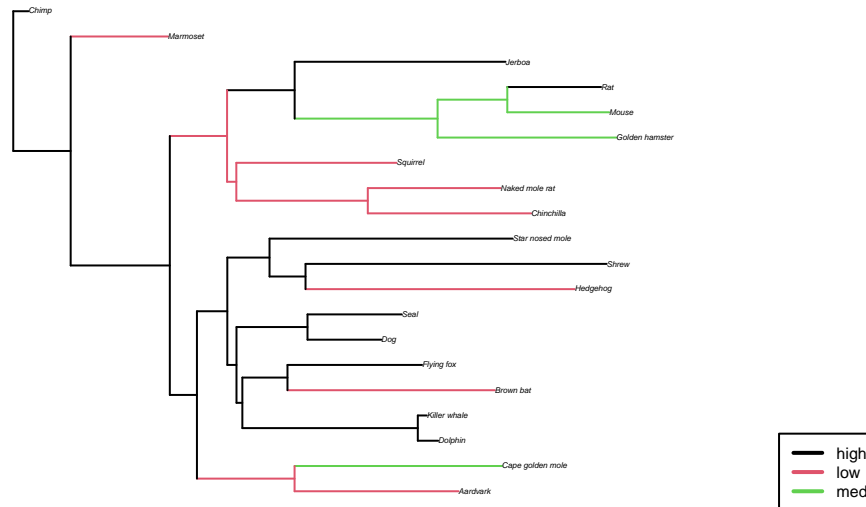 Chimp
Marmoset
Jerboa
Rat
Mouse
Golden hamster
Squirrel
Naked mole rat
Chinchilla
Star nosed mole
Shrew
Hedgehog
Seal
Dog
Flying fox
Brown bat
Killer whale
Dolphin
Cape golden mole
Aardvark
high
low
med